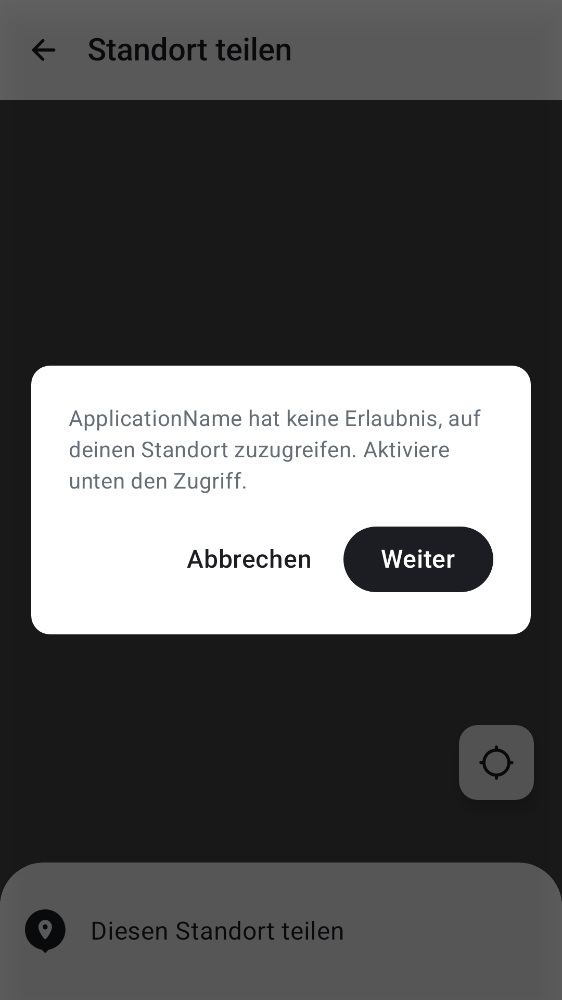 Standort teilen
ApplicationName hat keine Erlaubnis, auf
deinen Standort zuzugreifen. Aktiviere
unten den Zugriff.
Abbrechen
Weiter
Diesen Standort teilen